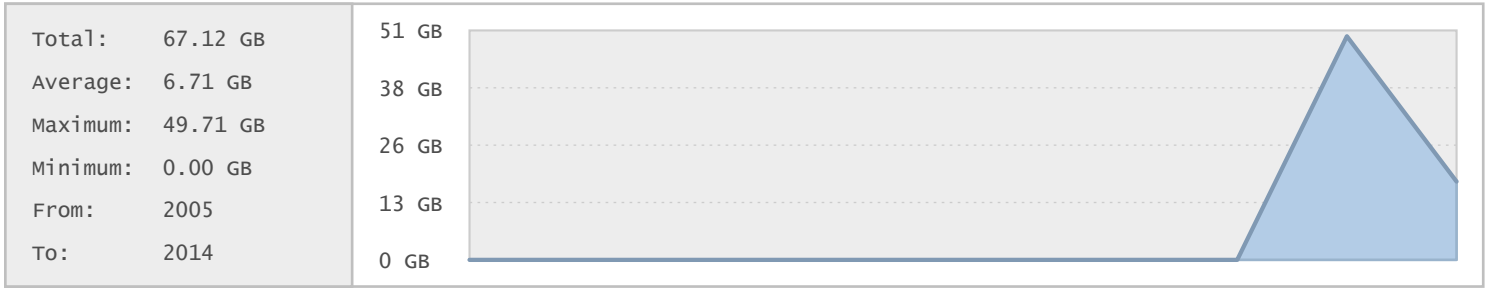 Total: 67.12 GB
Average: 6.71 GB
Maximum: 49.71 GB
Minimum: 0.00 GB
From: 2005
To: 2014
51 GB
38 GB
26 GB
13 GB
0 GB